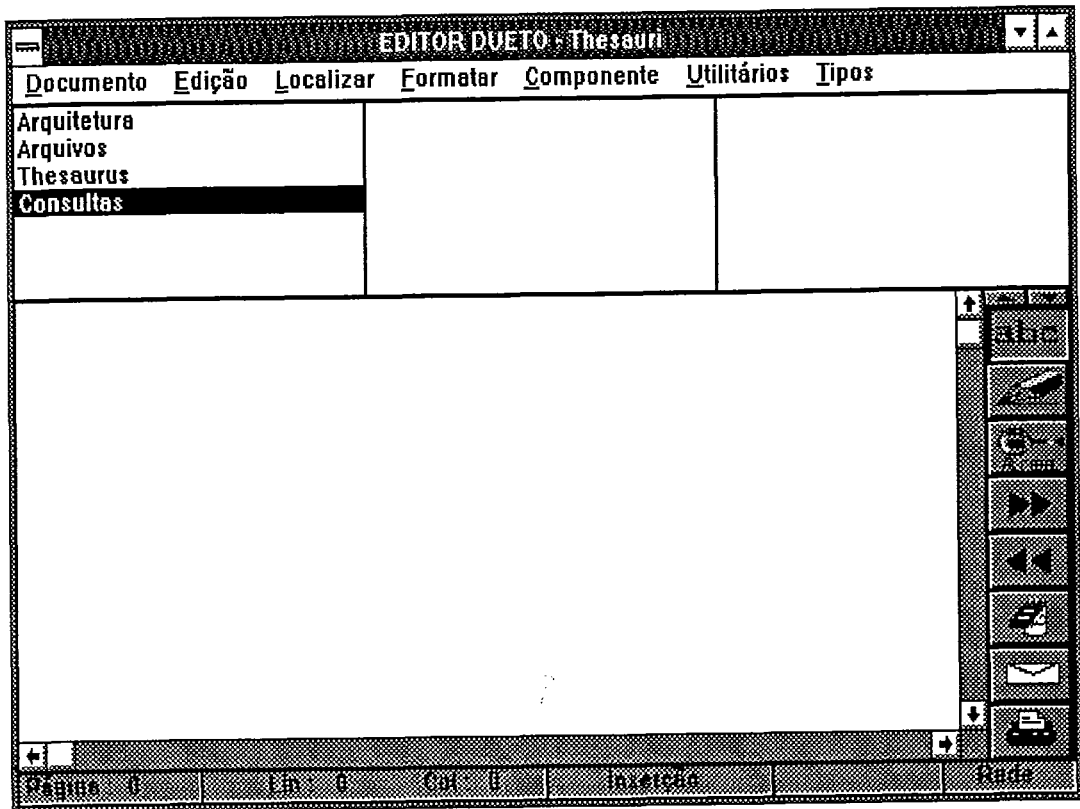 EDITOR DUETO - Thesauri
Documento Edição Localizar Formatar Componente Utilitários Tipos
Arquitetura
Arquivos
Thesaurus
Consultas
abc
Página: 0 Lin: 0 Col: 0 Inserção Rede